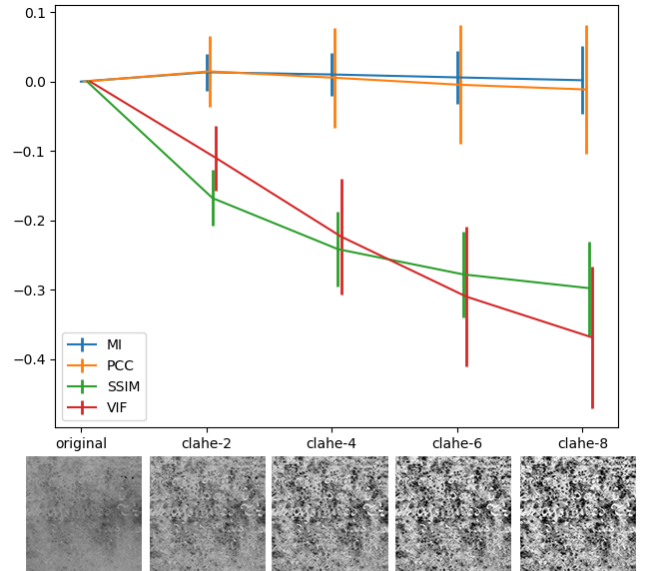 0.1
0.0
−0.1
−0.2
−0.3
−0.4
MI
PCC
SSIM
VIF
original clahe-2 clahe-4 clahe-6 clahe-8